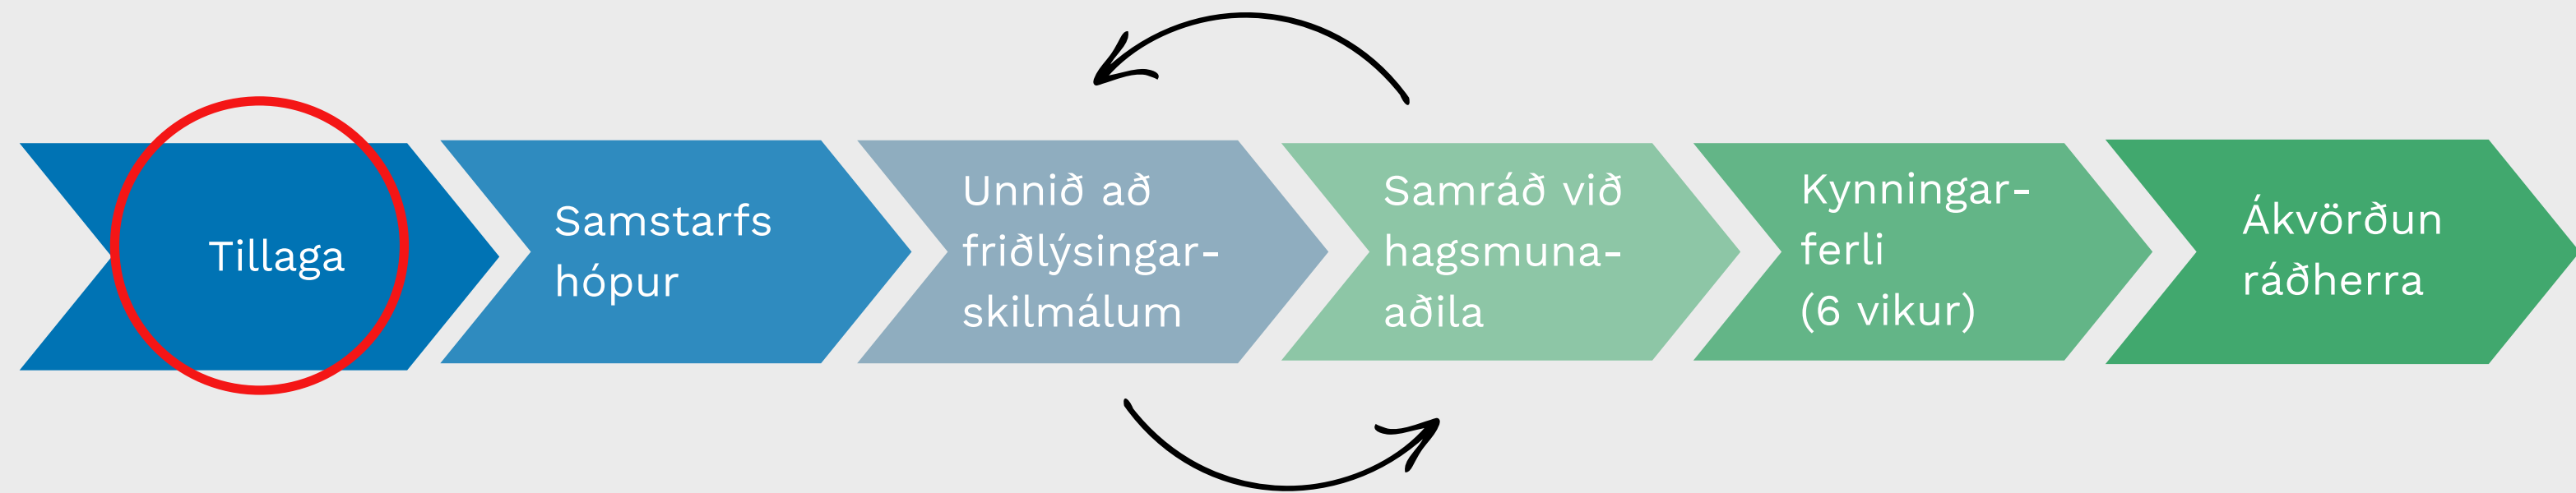 Tillaga
Samstarfs
hópur
Unnið að
friðlýsingar-
skilmálum
Samráð við
hagsmuna-
aðila
Kynningar-
ferli
(6 vikur)
Ákvörðun
ráðherra